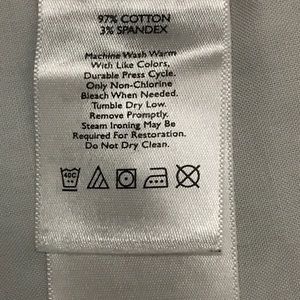 97% COTTON
3% SPANDEX
Machine Wash Warm
With Like Colors,
Durable Press Cycle.
Only Non-Chlorine
Bleach When Needed.
Tumble Dry Low.
Remove Promptly.
Steam Ironing May Be
Required For Restoration.
Do Not Dry Clean.
40C